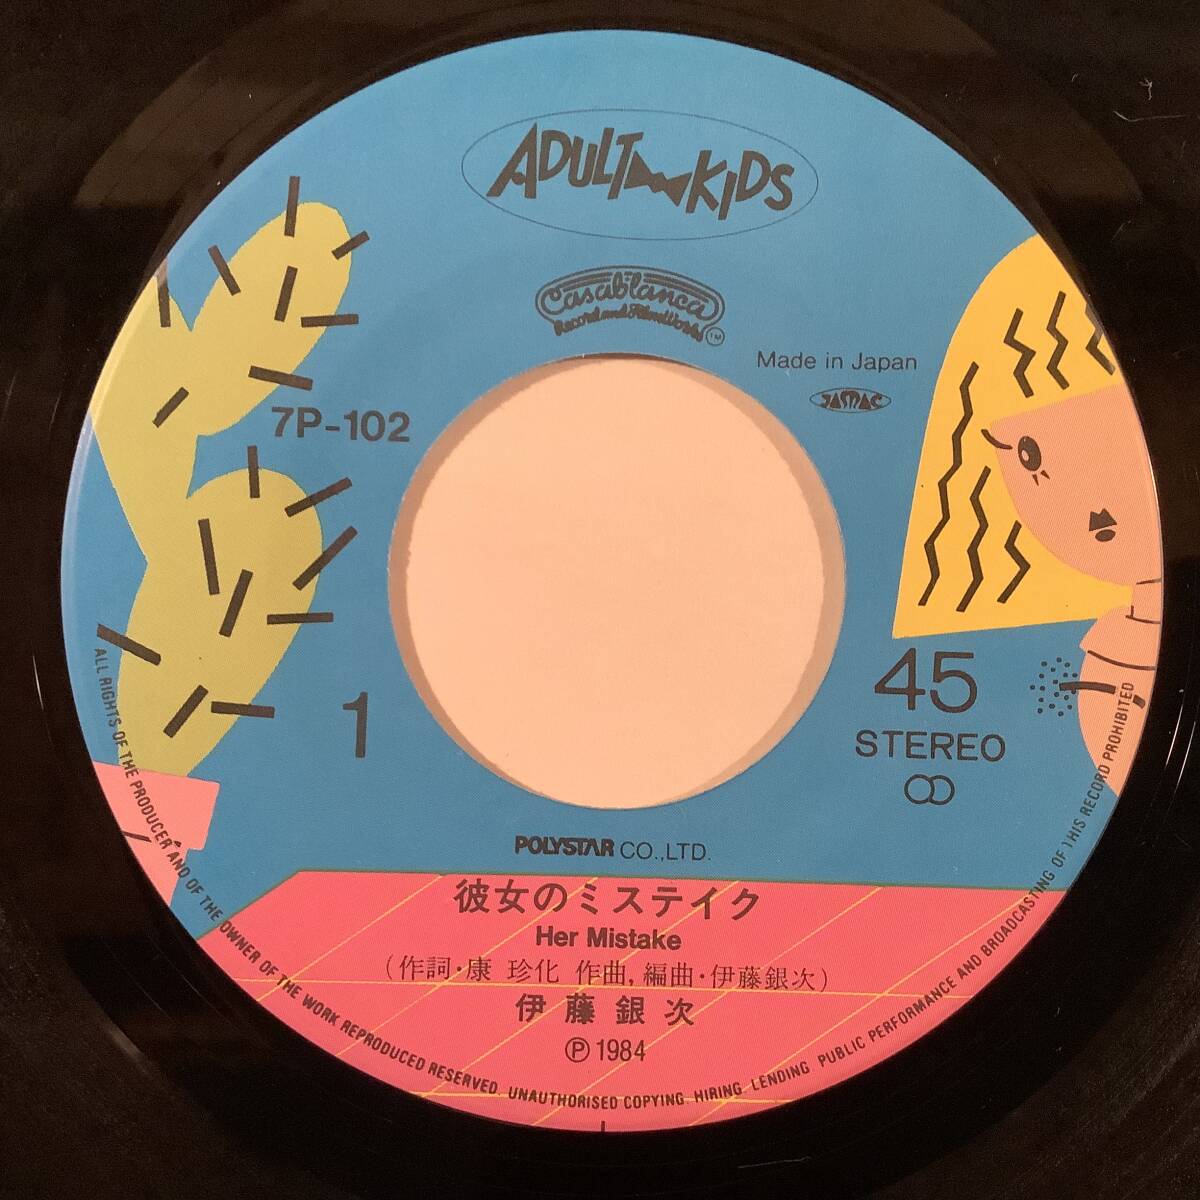 ADULT KIDS
Casablanca
Record and FilmWorks
TM
Made in Japan
JASRAC
7P-102
1
45
STEREO
POLYSTAR CO.,LTD.
彼女のミステイク
Her Mistake
(作詞・康 珍化 作曲,編曲・伊藤銀次)
伊藤銀次
Ⓟ1984
ALL RIGHTS OF THE PRODUCER AND OF THE OWNER OF THE WORK REPRODUCED RESERVED. UNAUTHORISED COPYING. HIRING. LENDING. PUBLIC PERFORMANCE AND BROADCASTING OF THIS RECORD PROHIBITED